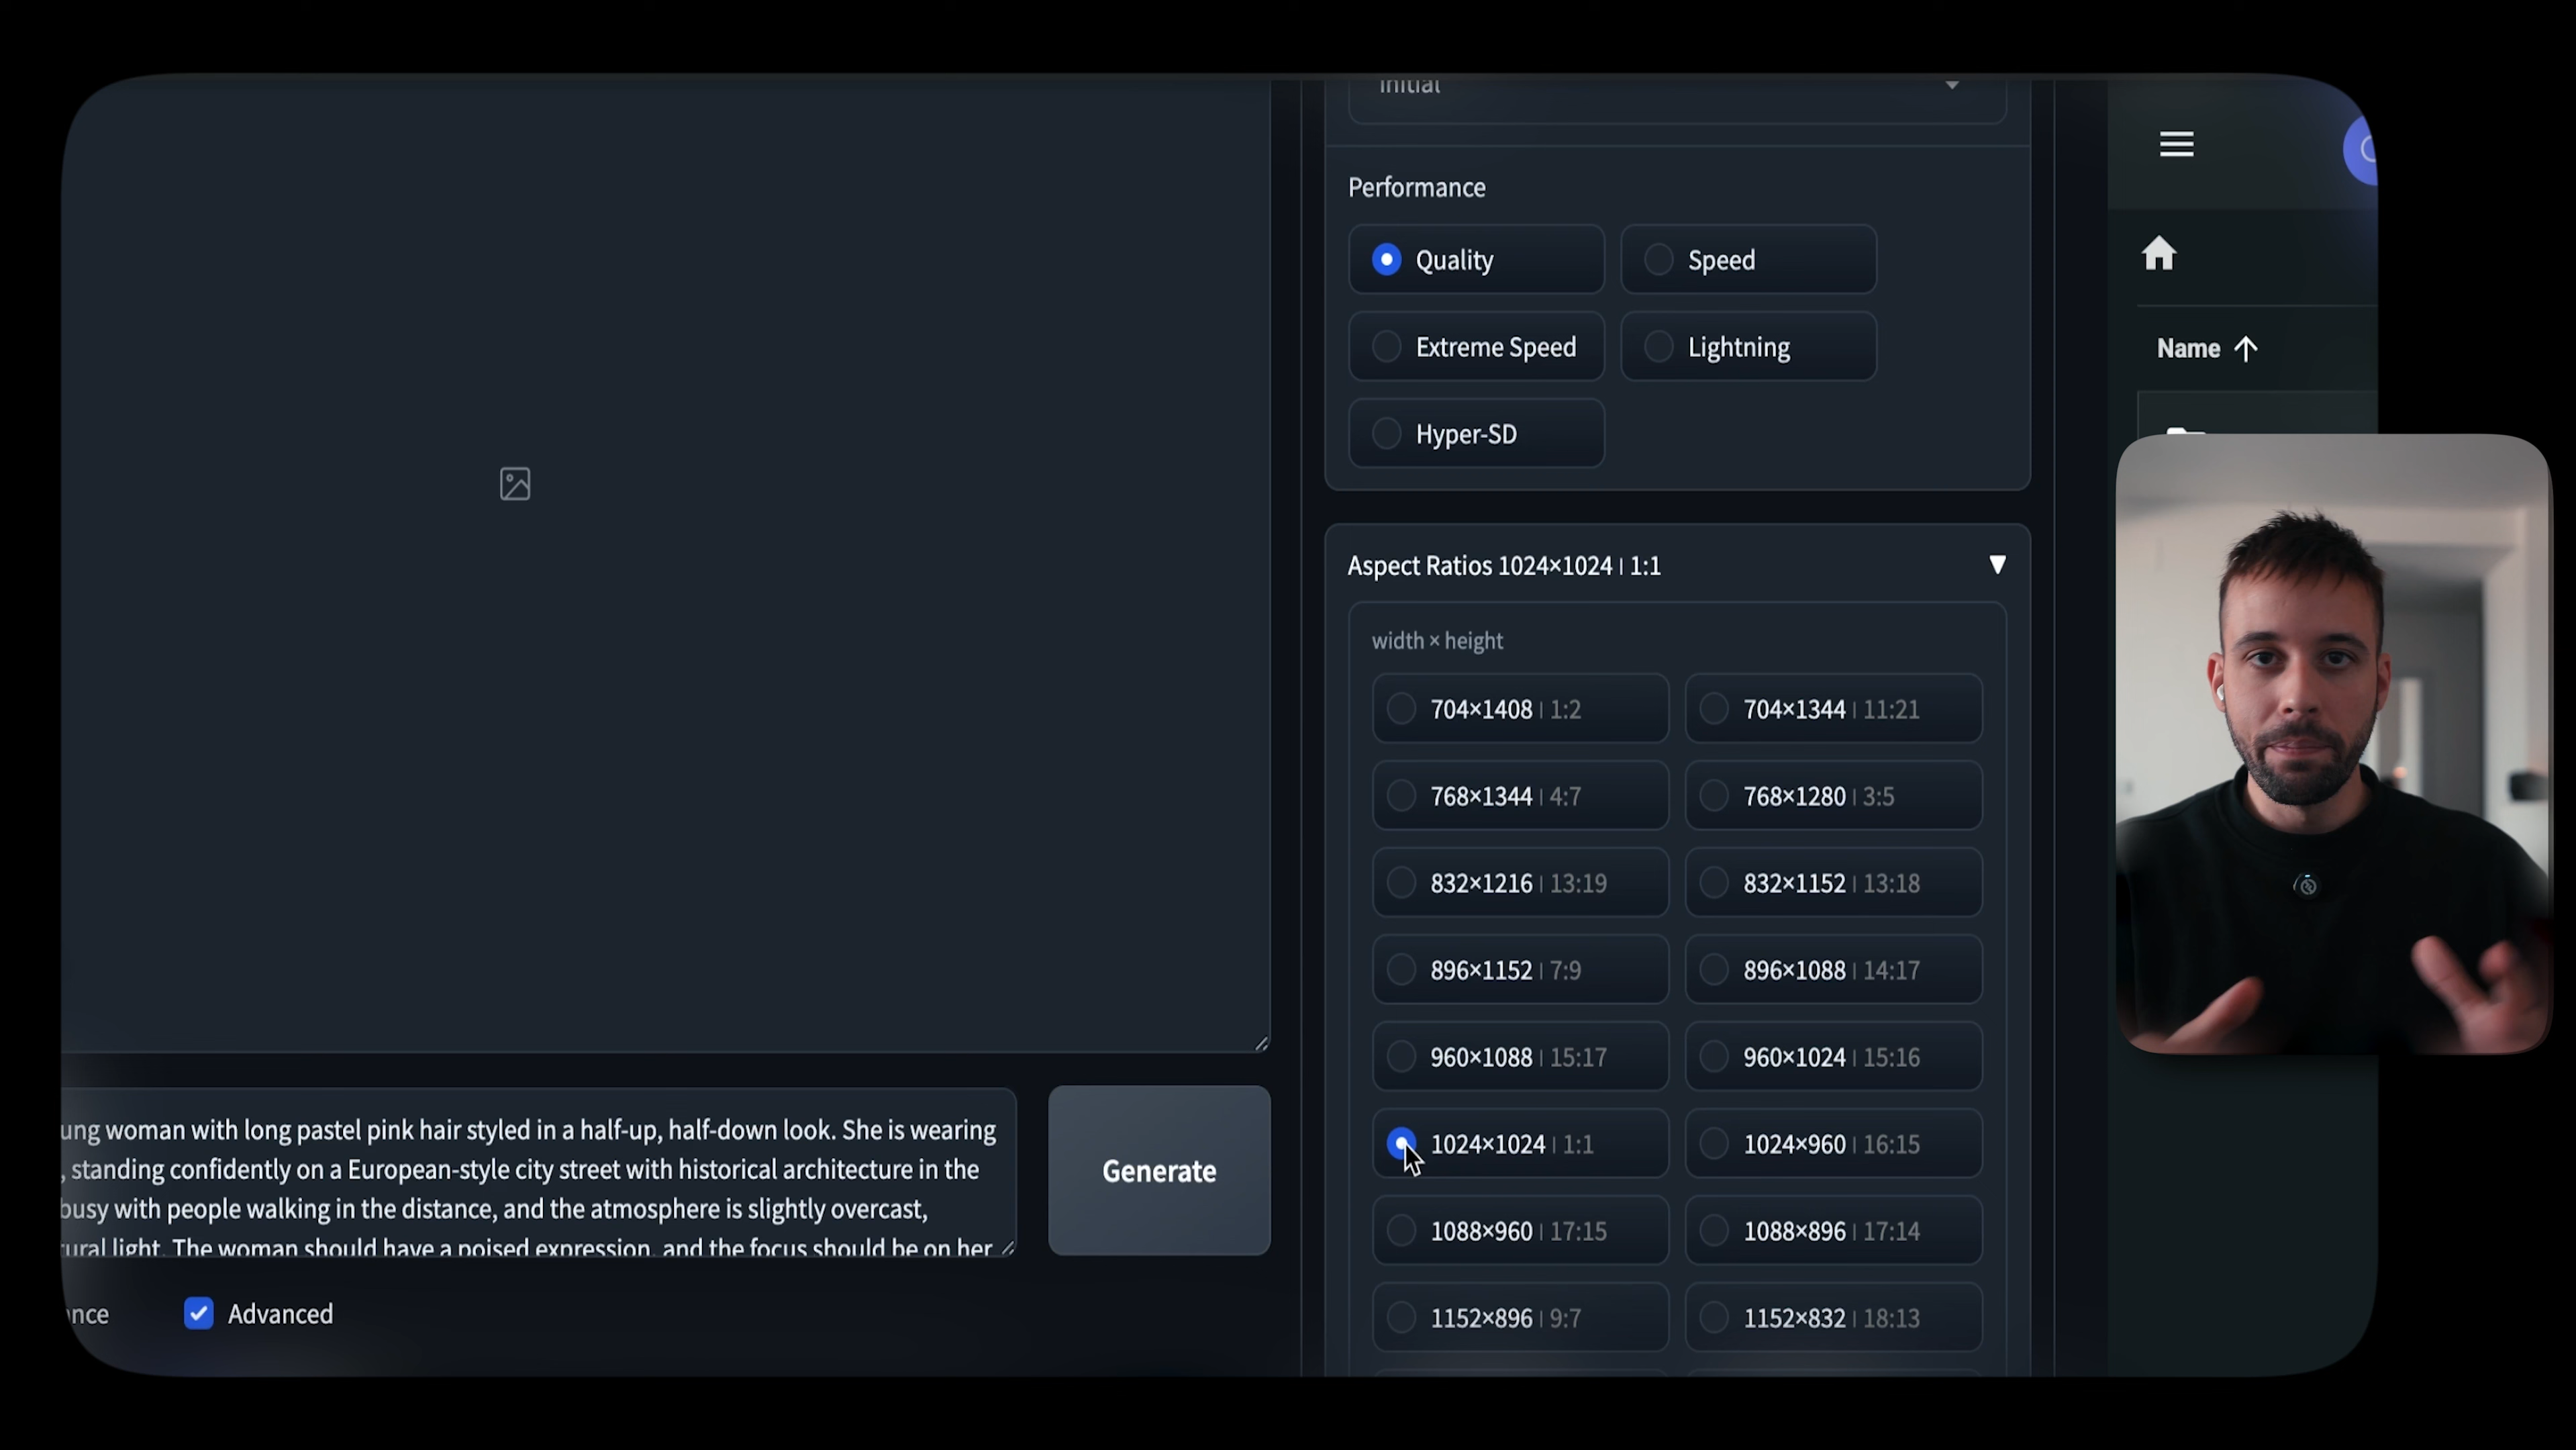 Initial
Performance
Quality
Speed
Extreme Speed
Lightning
Hyper-SD
Aspect Ratios 1024×1024 | 1:1
width × height
704×1408 | 1:2
704×1344 | 11:21
768×1344 | 4:7
768×1280 | 3:5
832×1216 | 13:19
832×1152 | 13:18
896×1152 | 7:9
896×1088 | 14:17
960×1088 | 15:17
960×1024 | 15:16
1024×1024 | 1:1
1024×960 | 16:15
1088×960 | 17:15
1088×896 | 17:14
1152×896 | 9:7
1152×832 | 18:13
ung woman with long pastel pink hair styled in a half-up, half-down look. She is wearing
, standing confidently on a European-style city street with historical architecture in the
busy with people walking in the distance, and the atmosphere is slightly overcast,
tural light. The woman should have a poised expression, and the focus should be on her
Generate
nce
Advanced
Name